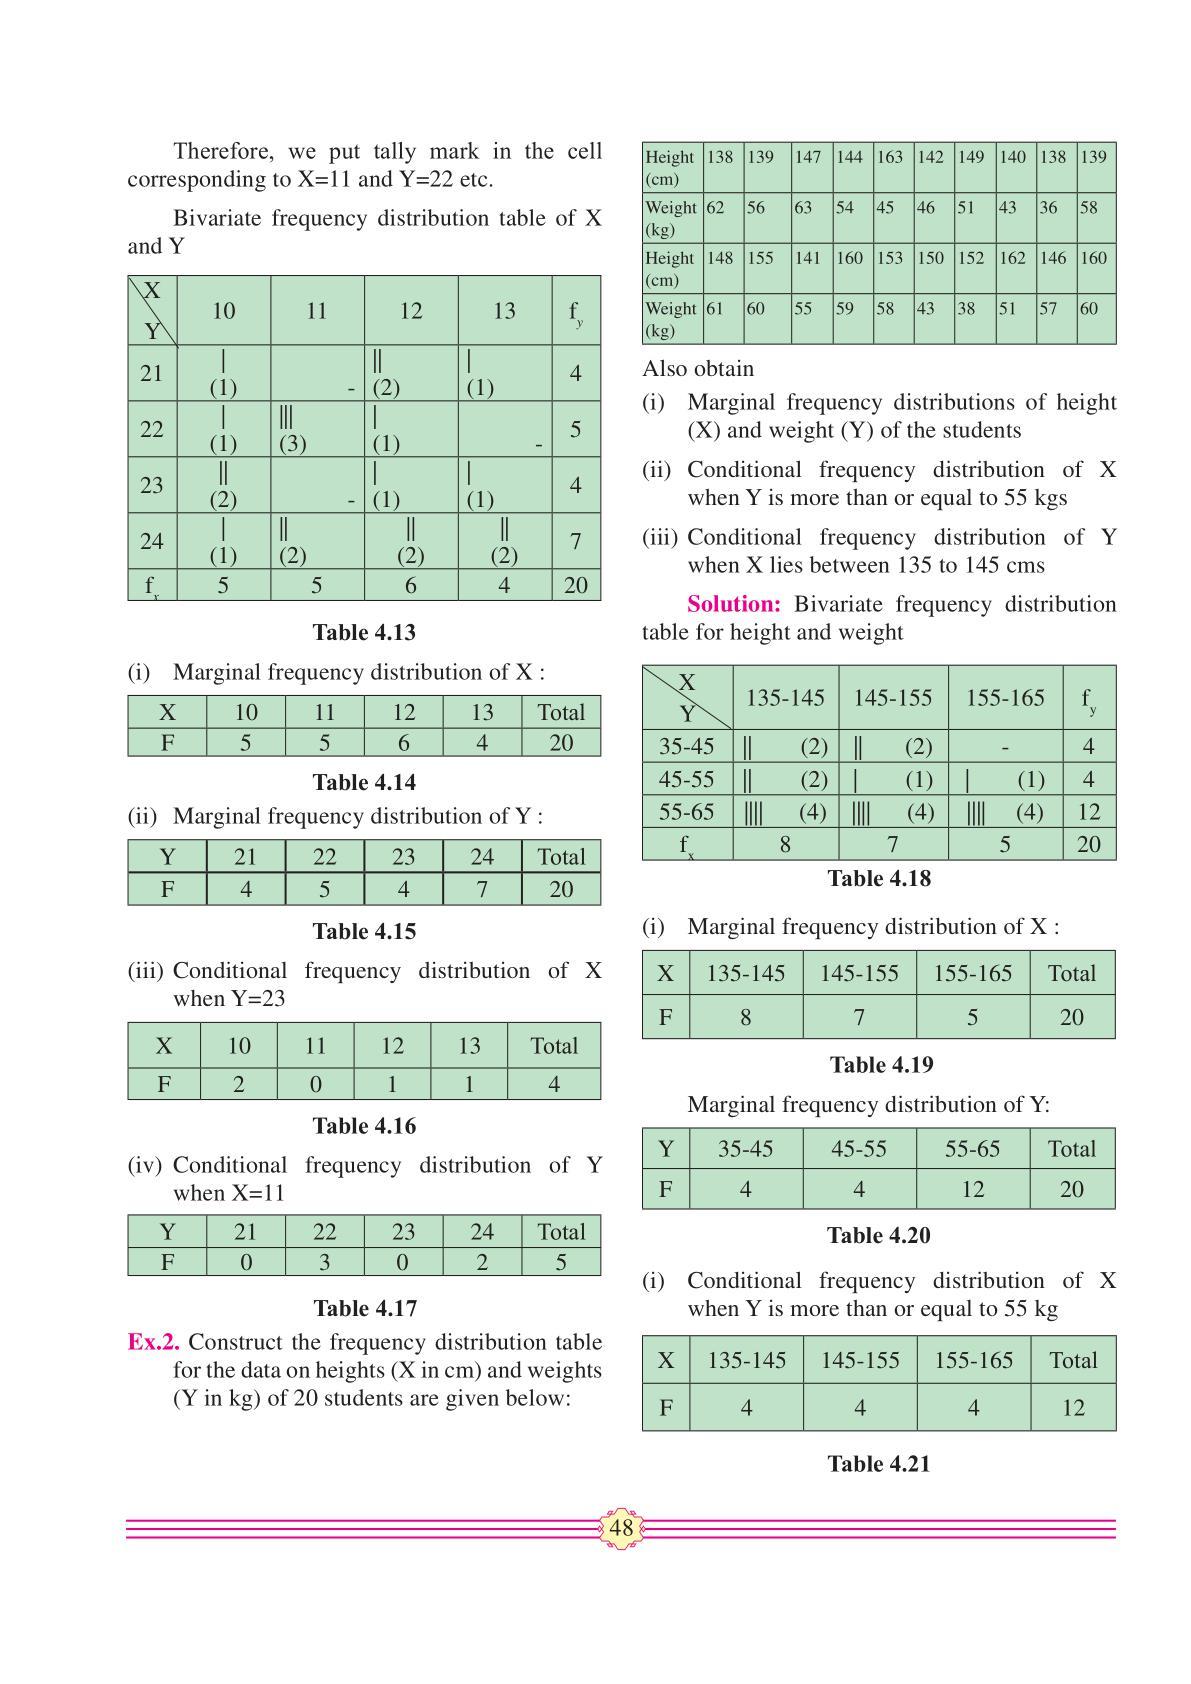 Therefore, we put tally mark in the cell
corresponding to X=11 and Y=22 etc.
Bivariate frequency distribution table of X
and Y
X
Y 10 11 12 13 fy
21 | (1) - || (2) | (1) 4
22 | (1) ||| (3) | (1) - 5
23 || (2) - | (1) | (1) 4
24 | (1) || (2) || (2) || (2) 7
fx 5 5 6 4 20
Table 4.13
(i) Marginal frequency distribution of X :
X 10 11 12 13 Total
F 5 5 6 4 20
Table 4.14
(ii) Marginal frequency distribution of Y :
Y 21 22 23 24 Total
F 4 5 4 7 20
Table 4.15
(iii) Conditional frequency distribution of X
when Y=23
X 10 11 12 13 Total
F 2 0 1 1 4
Table 4.16
(iv) Conditional frequency distribution of Y
when X=11
Y 21 22 23 24 Total
F 0 3 0 2 5
Table 4.17
Ex.2. Construct the frequency distribution table
for the data on heights (X in cm) and weights
(Y in kg) of 20 students are given below:
Height 138 139 147 144 163 142 149 140 138 139
(cm)
Weight 62 56 63 54 45 46 51 43 36 58
(kg)
Height 148 155 141 160 153 150 152 162 146 160
(cm)
Weight 61 60 55 59 58 43 38 51 57 60
(kg)
Also obtain
(i) Marginal frequency distributions of height
(X) and weight (Y) of the students
(ii) Conditional frequency distribution of X
when Y is more than or equal to 55 kgs
(iii) Conditional frequency distribution of Y
when X lies between 135 to 145 cms
Solution: Bivariate frequency distribution
table for height and weight
X
Y 135-145 145-155 155-165 fy
35-45 || (2) || (2) - 4
45-55 || (2) | (1) | (1) 4
55-65 |||| (4) |||| (4) |||| (4) 12
fx 8 7 5 20
Table 4.18
(i) Marginal frequency distribution of X :
X 135-145 145-155 155-165 Total
F 8 7 5 20
Table 4.19
Marginal frequency distribution of Y:
Y 35-45 45-55 55-65 Total
F 4 4 12 20
Table 4.20
(i) Conditional frequency distribution of X
when Y is more than or equal to 55 kg
X 135-145 145-155 155-165 Total
F 4 4 4 12
Table 4.21
48